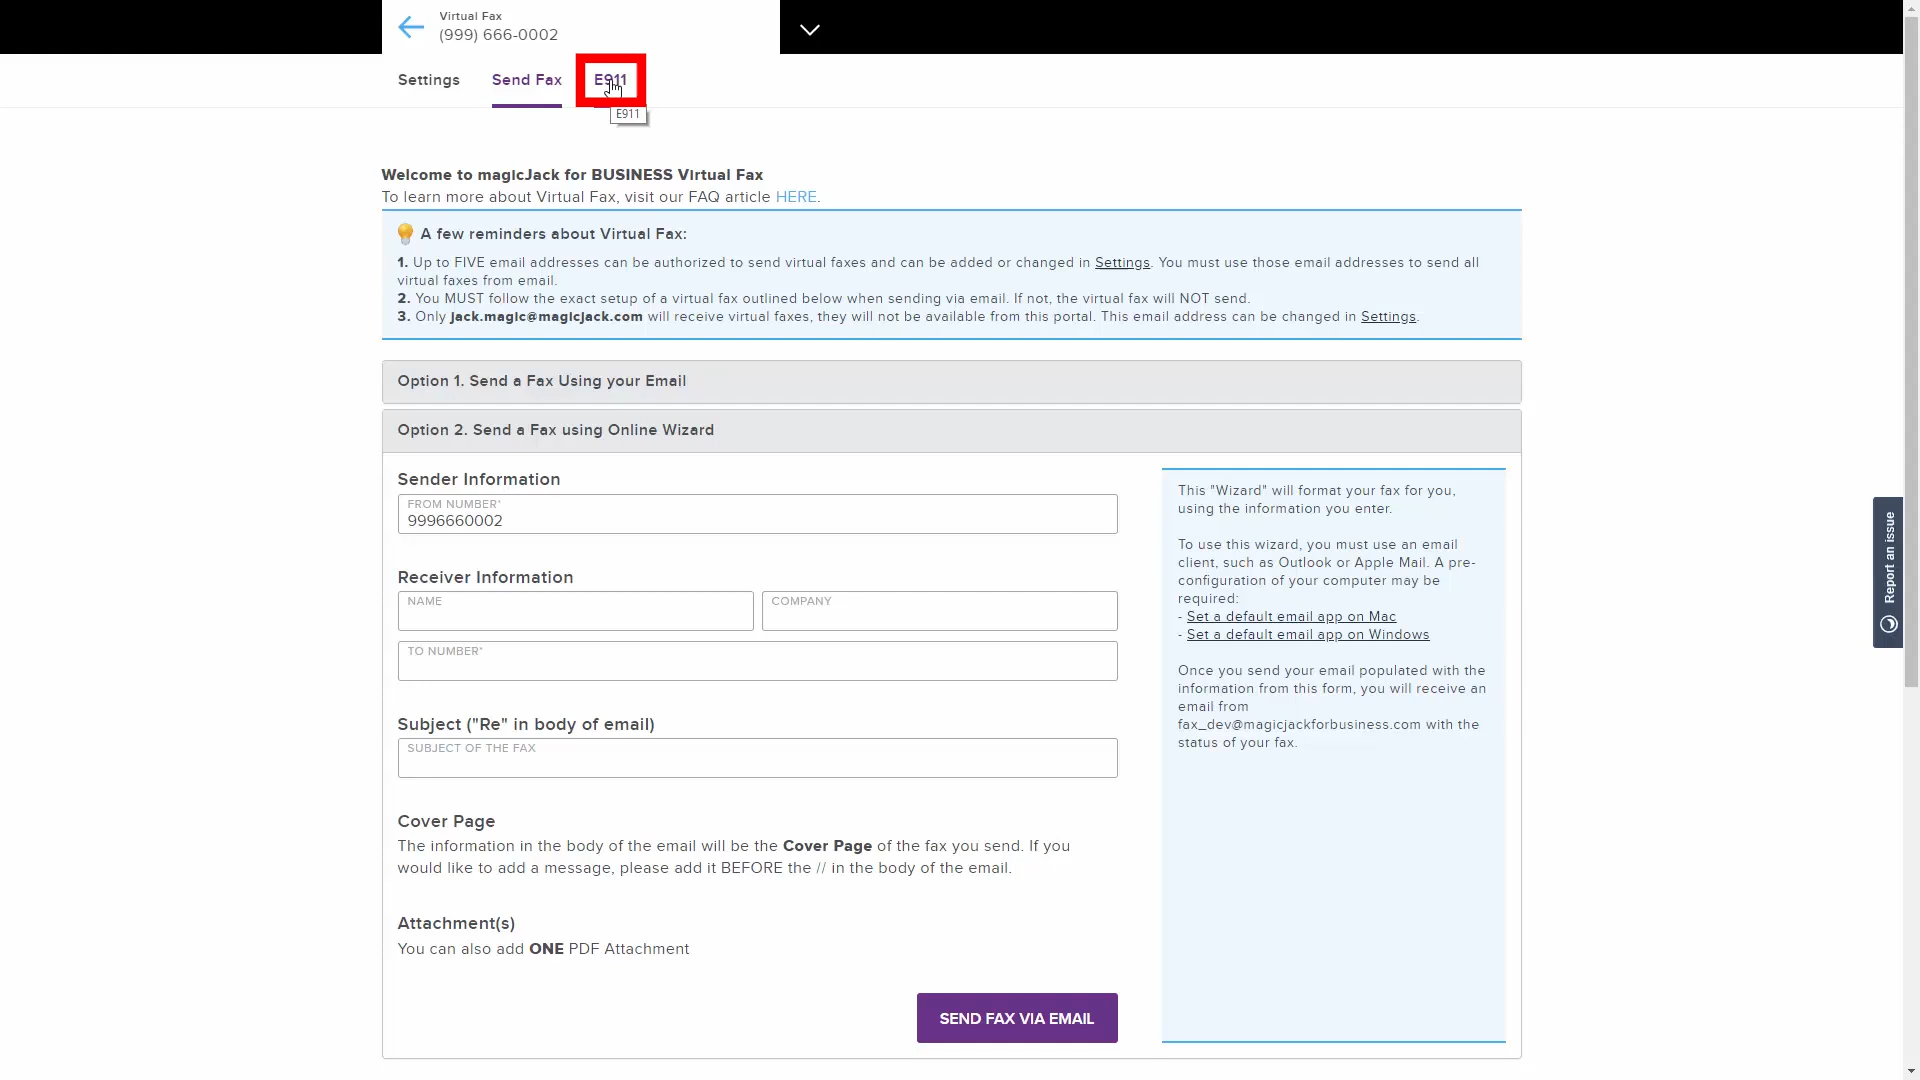 Virtual Fax
(999) 666-0002
Settings
Send Fax
E911
E911
Welcome to magicJack for BUSINESS Virtual Fax
To learn more about Virtual Fax, visit our FAQ article HERE.
A few reminders about Virtual Fax:
1. Up to FIVE email addresses can be authorized to send virtual faxes and can be added or changed in Settings. You must use those email addresses to send all
virtual faxes from email.
2. You MUST follow the exact setup of a virtual fax outlined below when sending via email. If not, the virtual fax will NOT send.
3. Only jack.magic@magicjack.com will receive virtual faxes, they will not be available from this portal. This email address can be changed in Settings.
Option 1. Send a Fax Using your Email
Option 2. Send a Fax using Online Wizard
Sender Information
FROM NUMBER*
9996660002
Receiver Information
NAME
COMPANY
TO NUMBER*
Subject ("Re" in body of email)
SUBJECT OF THE FAX
Cover Page
The information in the body of the email will be the Cover Page of the fax you send. If you
would like to add a message, please add it BEFORE the // in the body of the email.
Attachment(s)
You can also add ONE PDF Attachment
SEND FAX VIA EMAIL
This "Wizard" will format your fax for you,
using the information you enter.
To use this wizard, you must use an email
client, such as Outlook or Apple Mail. A pre-
configuration of your computer may be
required:
- Set a default email app on Mac
- Set a default email app on Windows
Once you send your email populated with the
information from this form, you will receive an
email from
fax_dev@magicjackforbusiness.com with the
status of your fax.
Report an issue